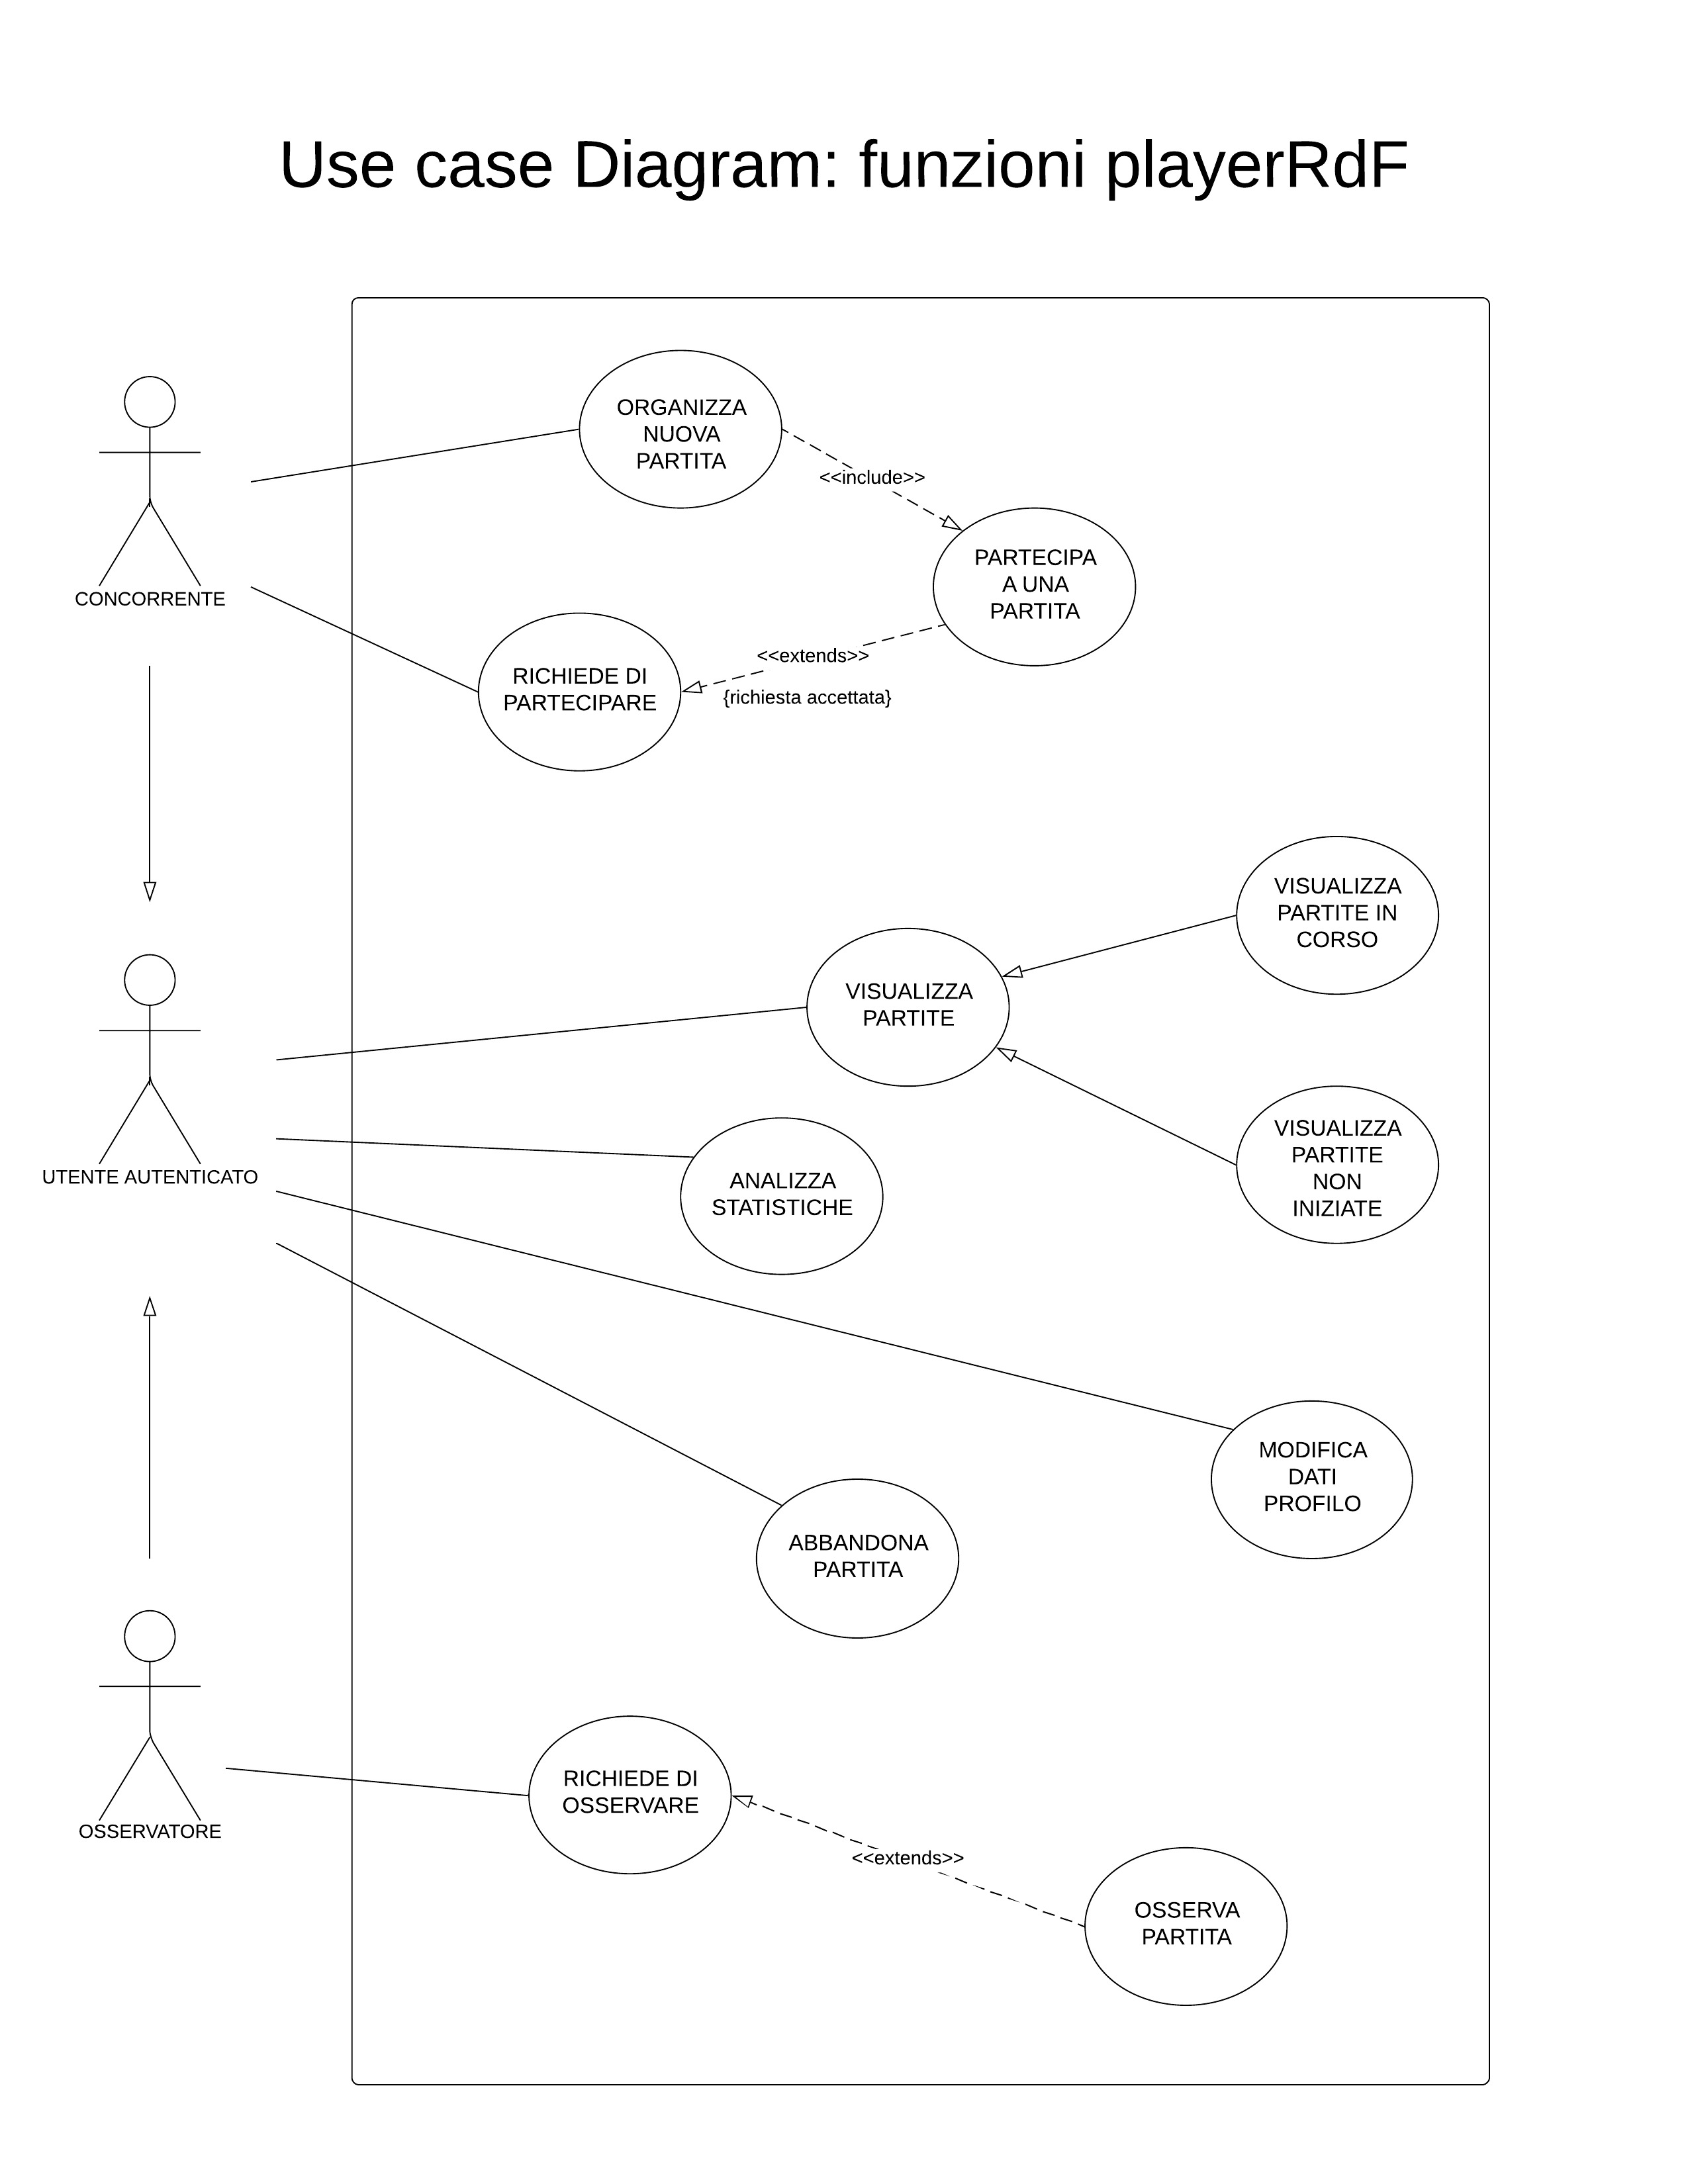 Use case Diagram: funzioni playerRdF
ORGANIZZA
NUOVA
PARTITA
<<include>>
PARTECIPA
A UNA
PARTITA
CONCORRENTE
<<extends>>
{richiesta accettata}
RICHIEDE DI
PARTECIPARE
VISUALIZZA
PARTITE IN
CORSO
VISUALIZZA
PARTITE
VISUALIZZA
PARTITE
NON
INIZIATE
UTENTE AUTENTICATO
ANALIZZA
STATISTICHE
MODIFICA
DATI
PROFILO
ABBANDONA
PARTITA
RICHIEDE DI
OSSERVARE
OSSERVATORE
<<extends>>
OSSERVA
PARTITA